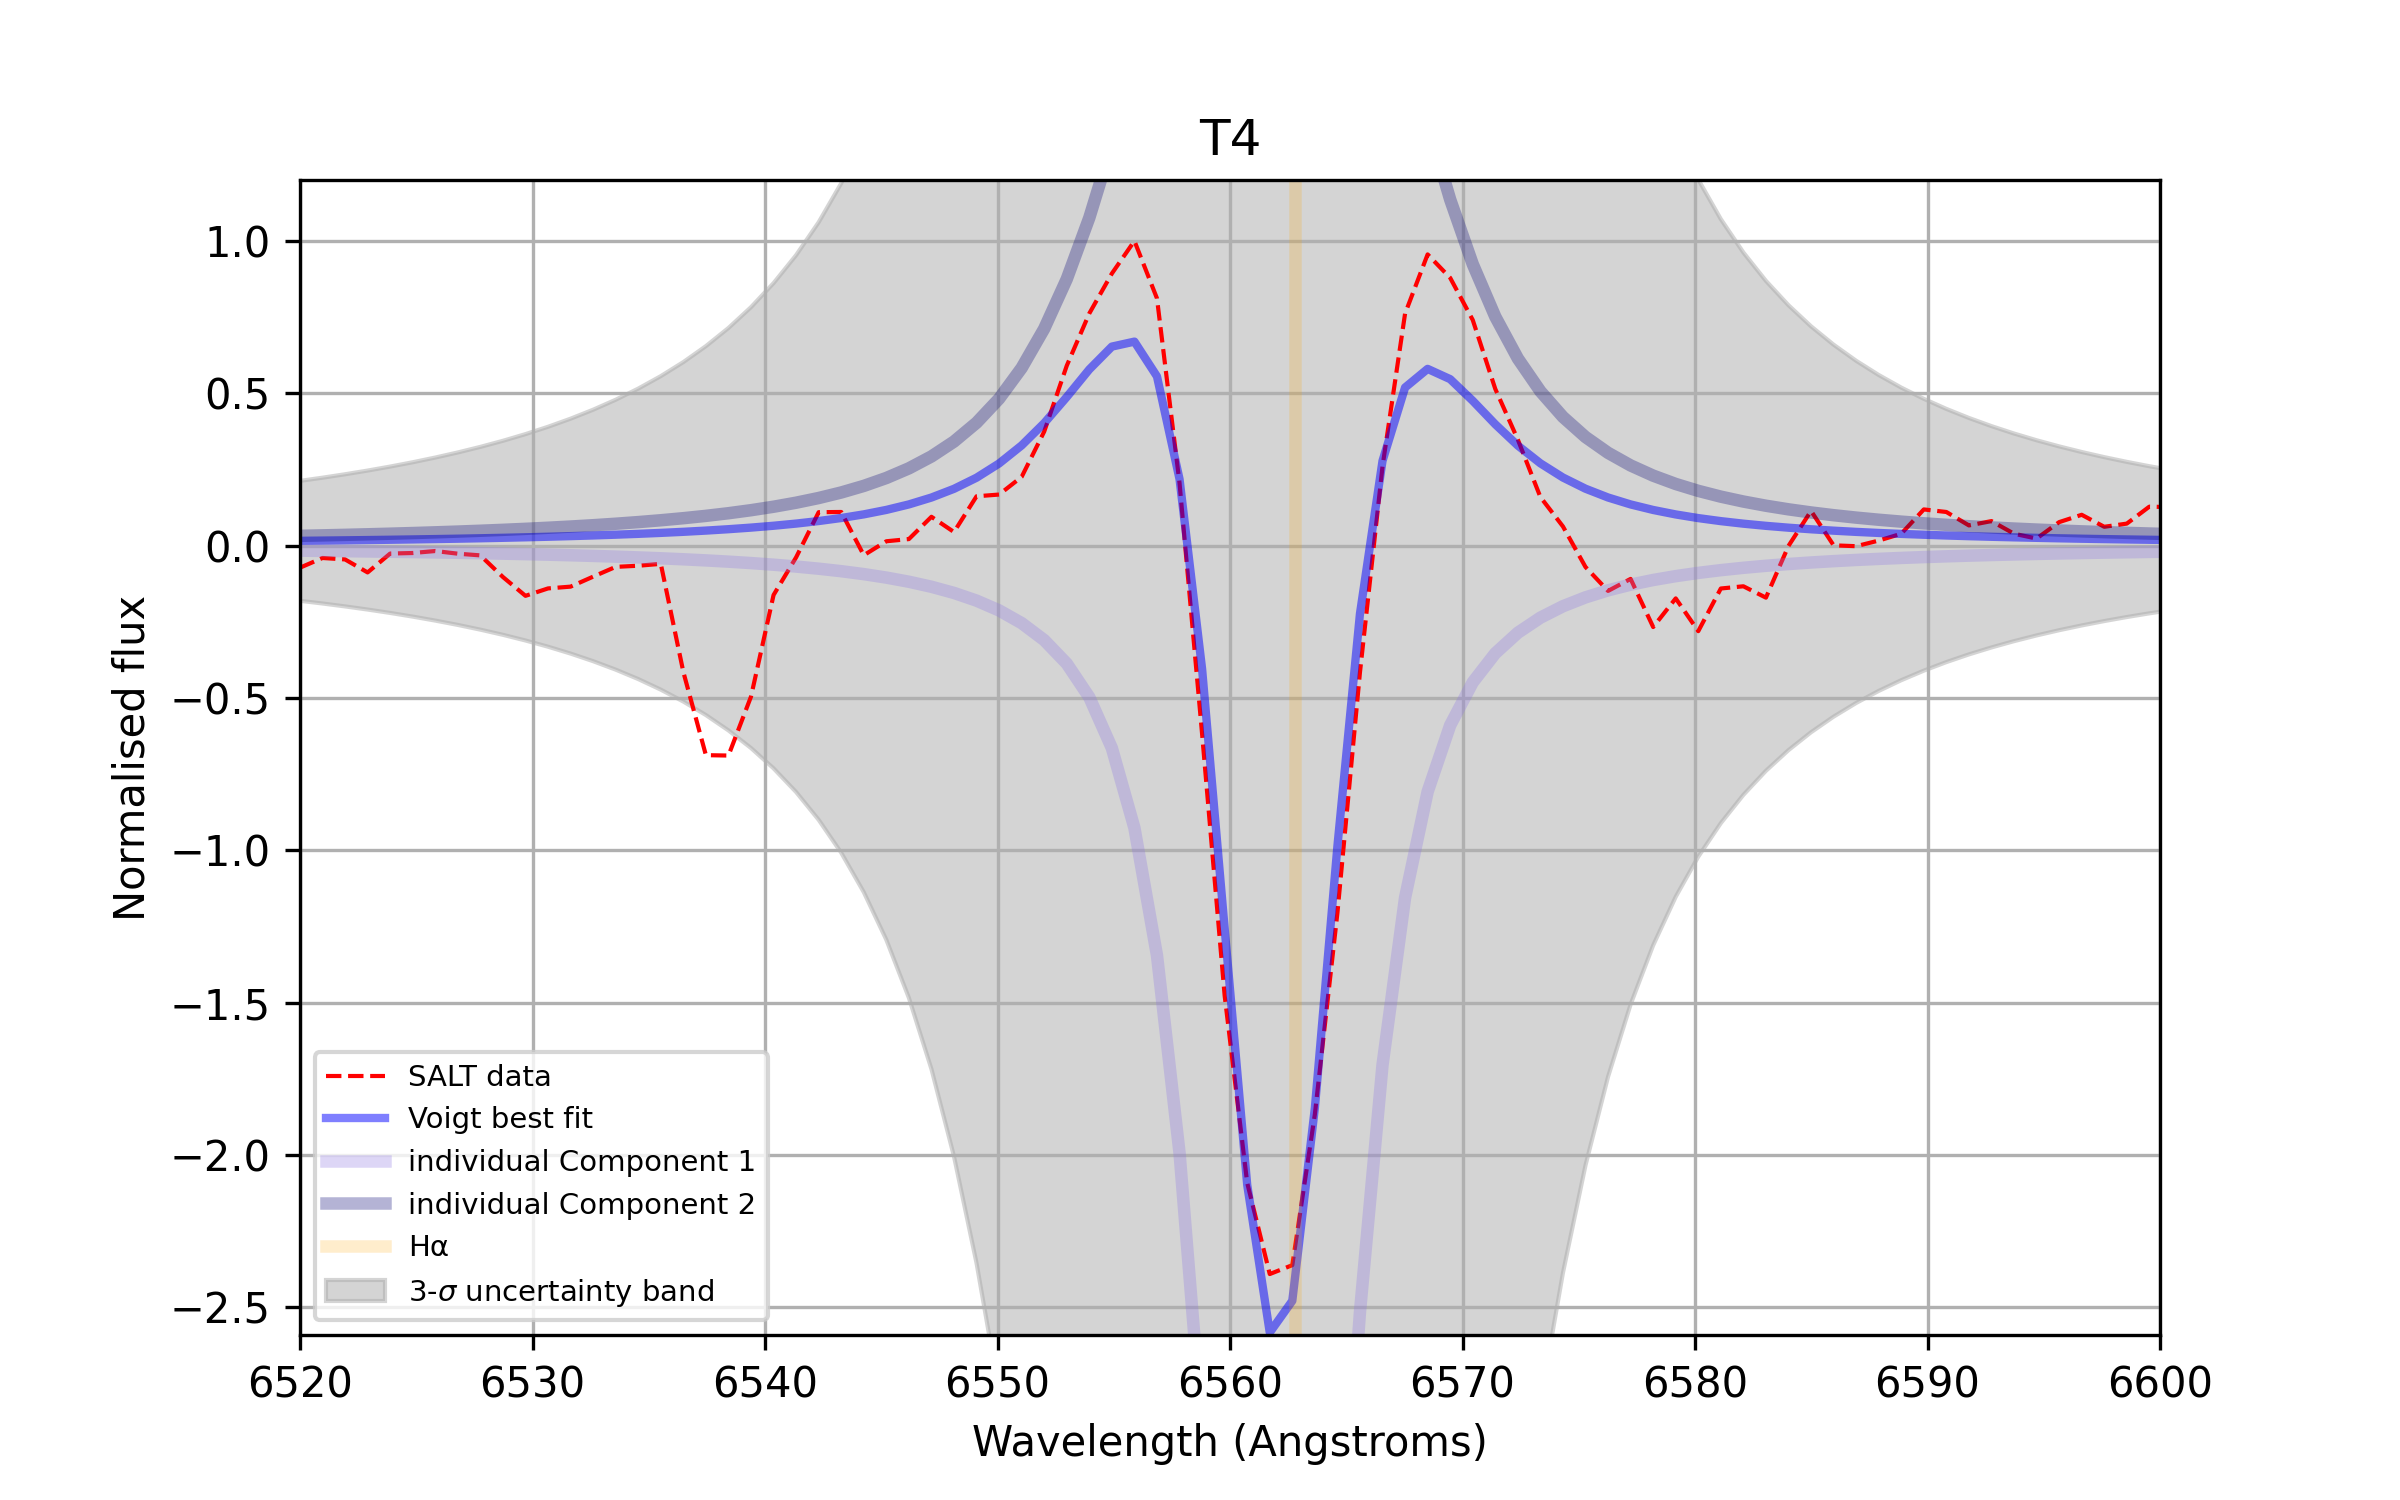 T4
1.0
0.5
0.0
−0.5
−1.0
−1.5
−2.0
−2.5
Normalised flux
SALT data
Voigt best fit
individual Component 1
individual Component 2
Hα
3-σ uncertainty band
6520 6530 6540 6550 6560 6570 6580 6590 6600
Wavelength (Angstroms)